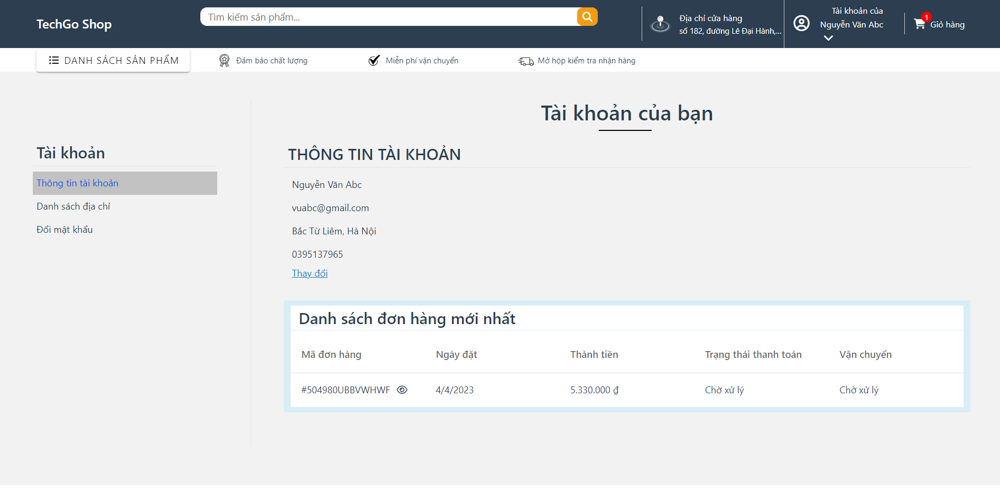 TechGo Shop
Tìm kiếm sản phẩm...
Địa chỉ cửa hàng
số 182, đường Lê Đại Hành,...
Tài khoản của
Nguyễn Văn Abc
1
Giỏ hàng
DANH SÁCH SẢN PHẨM
Đảm bảo chất lượng
Miễn phí vận chuyển
Mở hộp kiểm tra nhận hàng
Tài khoản của bạn
Tài khoản
Thông tin tài khoản
Danh sách địa chỉ
Đổi mật khẩu
THÔNG TIN TÀI KHOẢN
Nguyễn Văn Abc
vuabc@gmail.com
Bắc Từ Liêm, Hà Nội
0395137965
Thay đổi
Danh sách đơn hàng mới nhất
Mã đơn hàng Ngày đặt Thành tiền Trạng thái thanh toán Vận chuyển
#504980UBBVWHWF 4/4/2023 5.330.000 ₫ Chờ xử lý Chờ xử lý